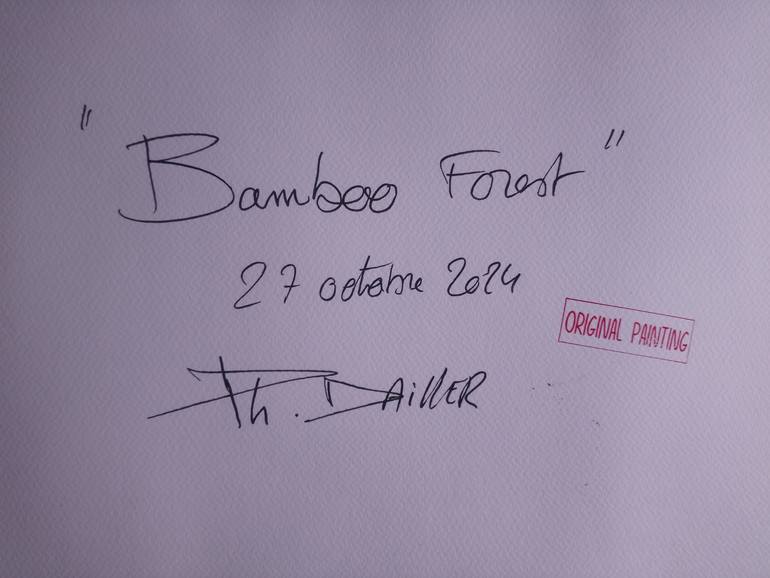 " Bamboo Forest "
27 octobre 2024
ORIGINAL PAINTING
Th. DAillER